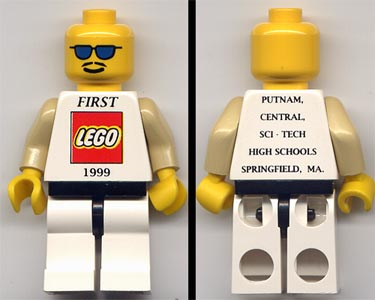 FIRST
LEGO
1999
PUTNAM,
CENTRAL,
SCI - TECH
HIGH SCHOOLS
SPRINGFIELD, MA.